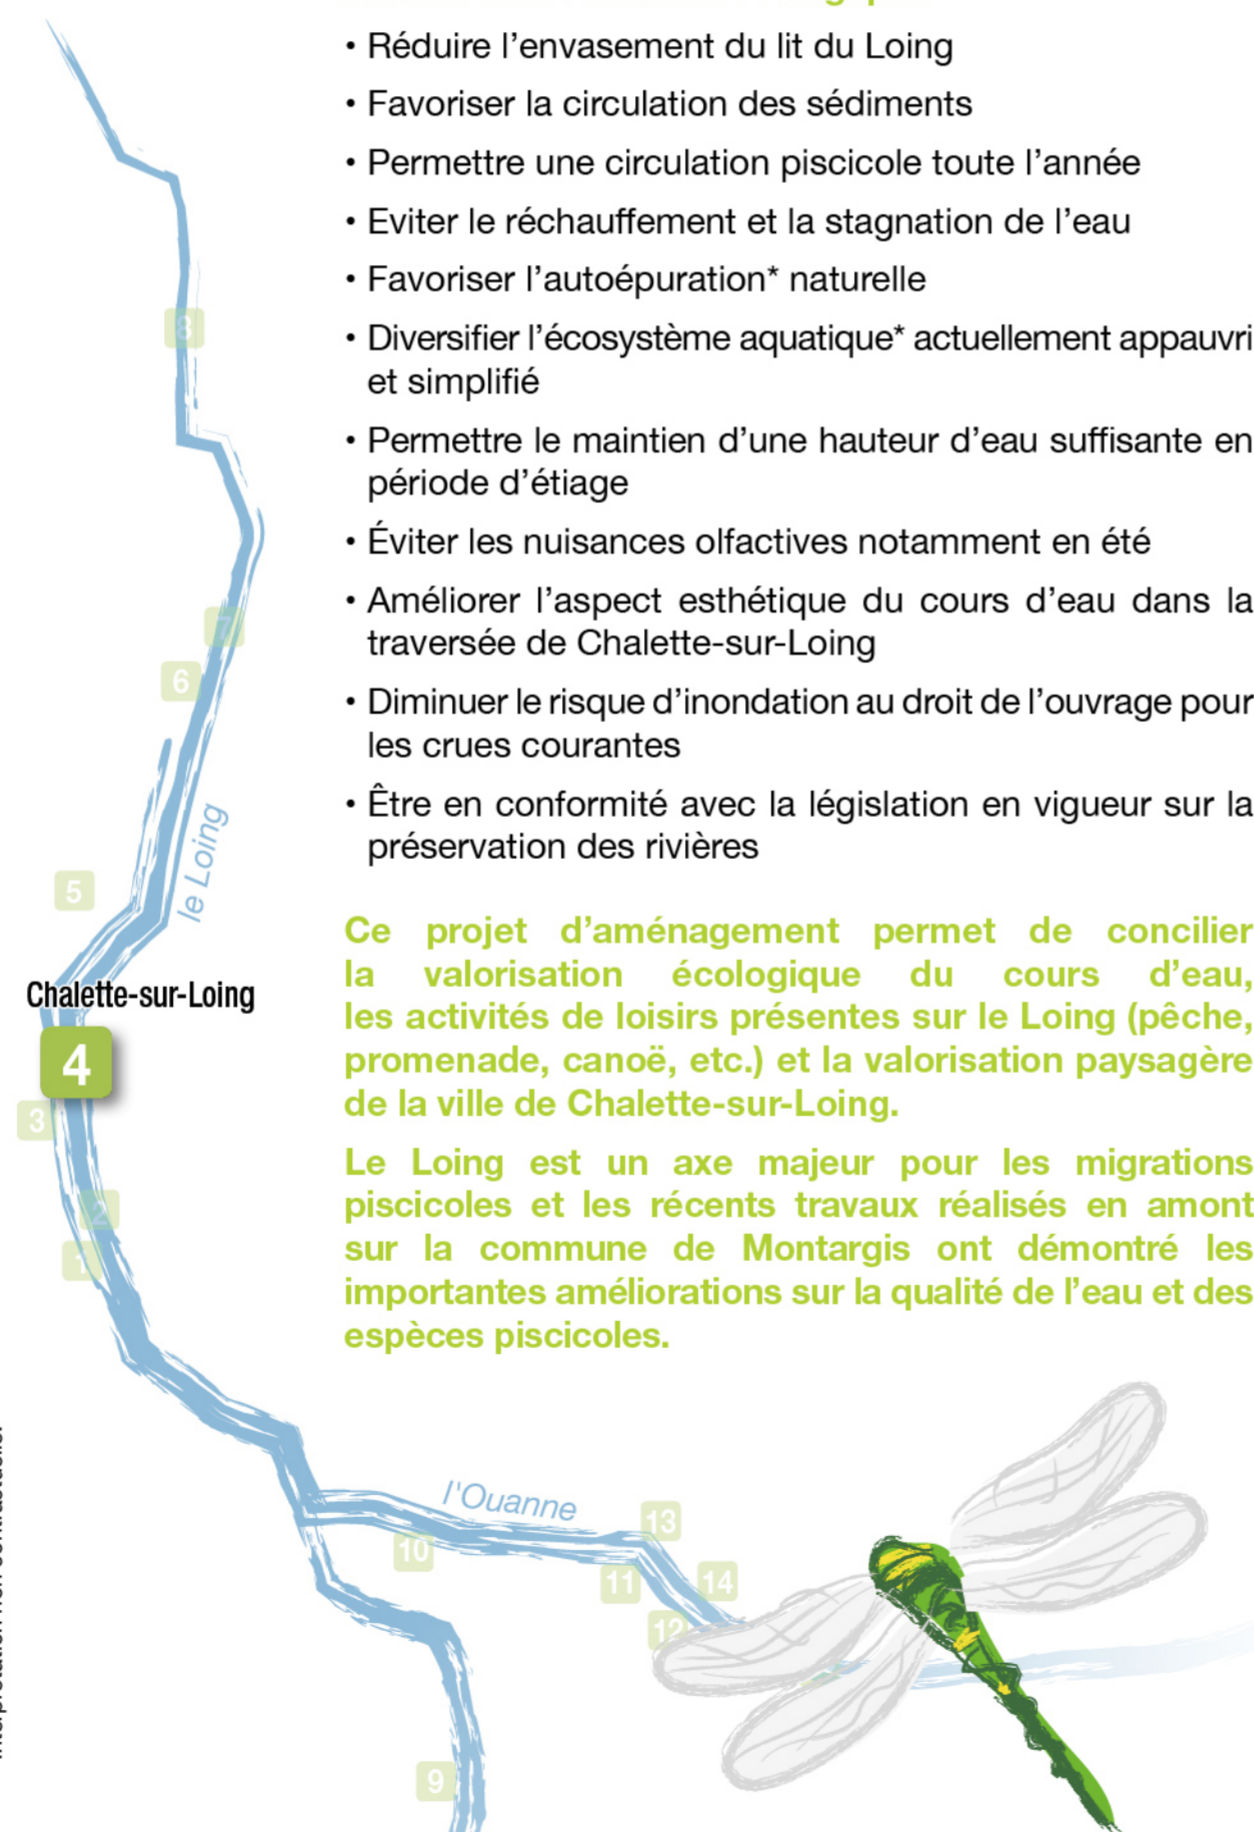 • Réduire l’envasement du lit du Loing
• Favoriser la circulation des sédiments
• Permettre une circulation piscicole toute l’année
• Eviter le réchauffement et la stagnation de l’eau
• Favoriser l’autoépuration* naturelle
• Diversifier l’écosystème aquatique* actuellement appauvri
et simplifié
• Permettre le maintien d’une hauteur d’eau suffisante en
période d’étiage
• Éviter les nuisances olfactives notamment en été
• Améliorer l’aspect esthétique du cours d’eau dans la
traversée de Chalette-sur-Loing
• Diminuer le risque d’inondation au droit de l’ouvrage pour
les crues courantes
• Être en conformité avec la législation en vigueur sur la
préservation des rivières
Ce projet d’aménagement permet de concilier
la valorisation écologique du cours d’eau,
les activités de loisirs présentes sur le Loing (pêche,
promenade, canoë, etc.) et la valorisation paysagère
de la ville de Chalette-sur-Loing.
Le Loing est un axe majeur pour les migrations
piscicoles et les récents travaux réalisés en amont
sur la commune de Montargis ont démontré les
importantes améliorations sur la qualité de l’eau et des
espèces piscicoles.
8
7
6
le Loing
5
Chalette-sur-Loing
4
3
2
1
l'Ouanne
13
10
11
14
12
9